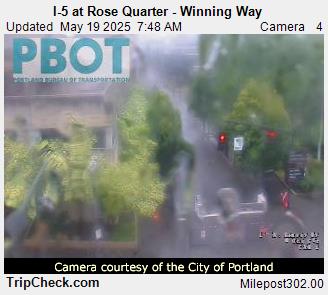 I-5 at Rose Quarter - Winning Way
Updated May 19 2025 7:48 AM Camera 4
PBOT
PORTLAND BUREAU OF TRANSPORTATION
Camera courtesy of the City of Portland
TripCheck.com Milepost302.00